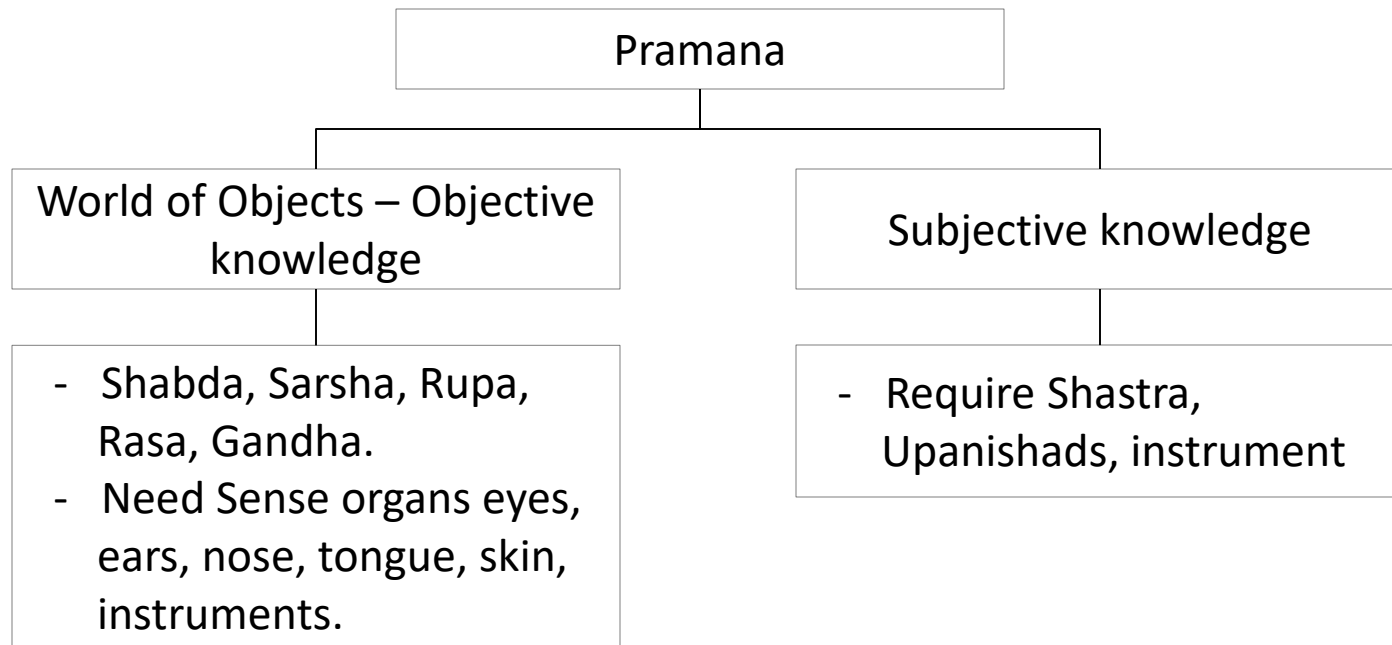 Pramana
World of Objects – Objective
knowledge
Subjective knowledge
- Shabda, Sarsha, Rupa,
Rasa, Gandha.
- Need Sense organs eyes,
ears, nose, tongue, skin,
instruments.
- Require Shastra,
Upanishads, instrument